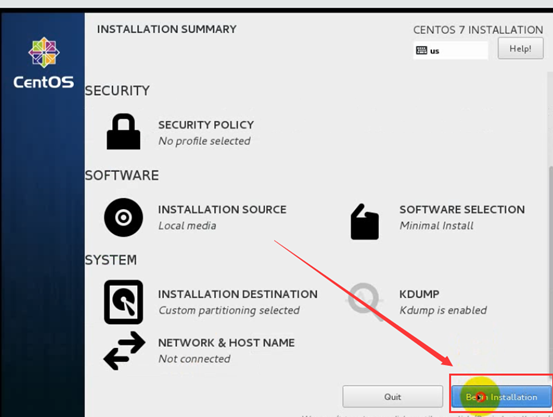 INSTALLATION SUMMARY
CENTOS 7 INSTALLATION
us
Help!
CentOS
SECURITY
SECURITY POLICY
No profile selected
SOFTWARE
INSTALLATION SOURCE
Local media
SOFTWARE SELECTION
Minimal Install
SYSTEM
INSTALLATION DESTINATION
Custom partitioning selected
KDUMP
Kdump is enabled
NETWORK & HOST NAME
Not connected
Quit
Begin Installation